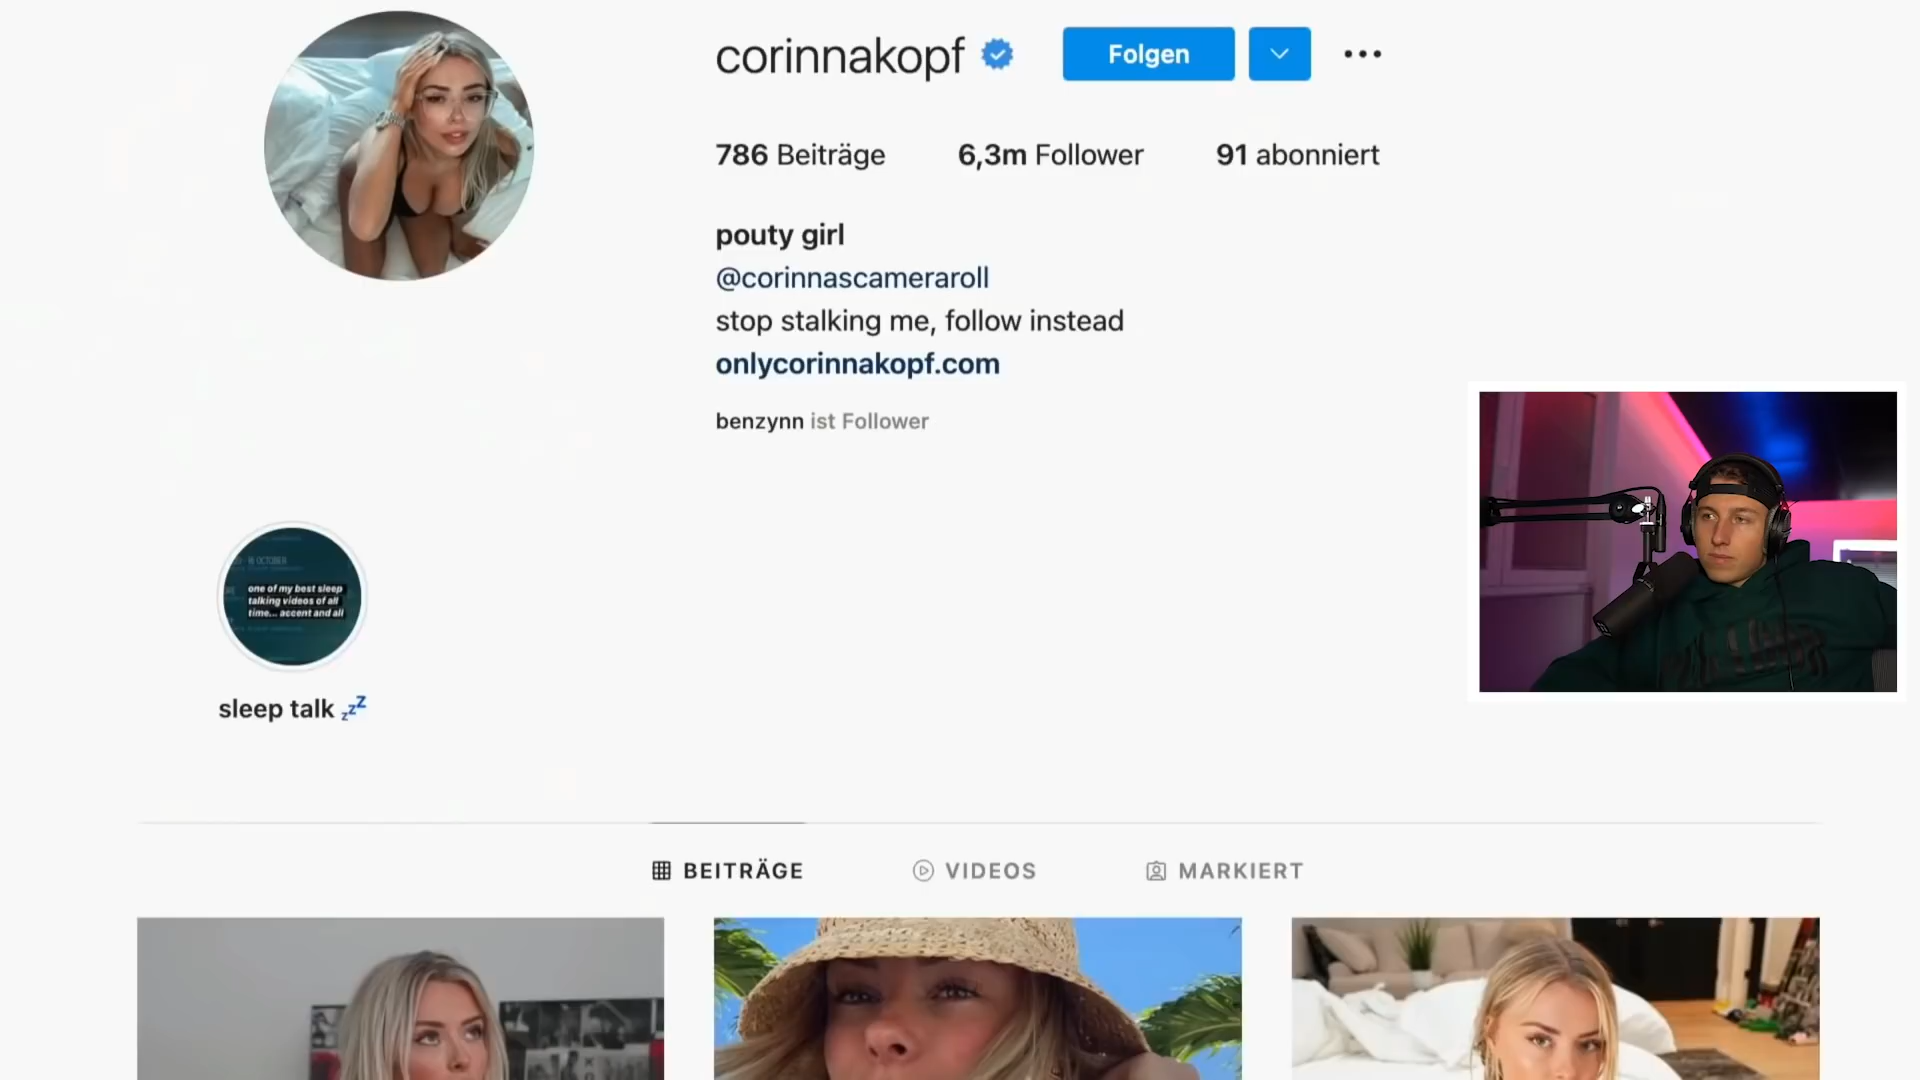 corinnakopf
Folgen
786 Beiträge 6,3m Follower 91 abonniert
pouty girl
@corinnascameraroll
stop stalking me, follow instead
onlycorinnakopf.com
benzynn ist Follower
one of my best sleep
talking videos of all
time... accent and all
sleep talk
BEITRÄGE VIDEOS MARKIERT